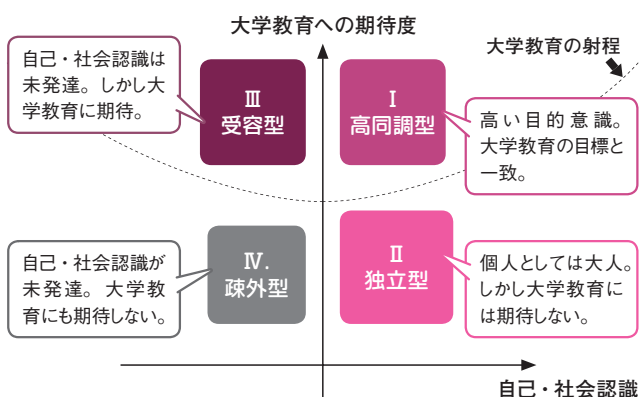 大学教育への期待度
大学教育の射程
自己・社会認識は
未発達。しかし大
学教育に期待。
Ⅲ
受容型
Ⅰ
高同調型
高い目的意識。
大学教育の目標と
一致。
自己・社会認識が
未発達。大学教
育にも期待しない。
Ⅳ.
疎外型
Ⅱ
独立型
個人としては大人。
しかし大学教育に
は期待しない。
自己・社会認識